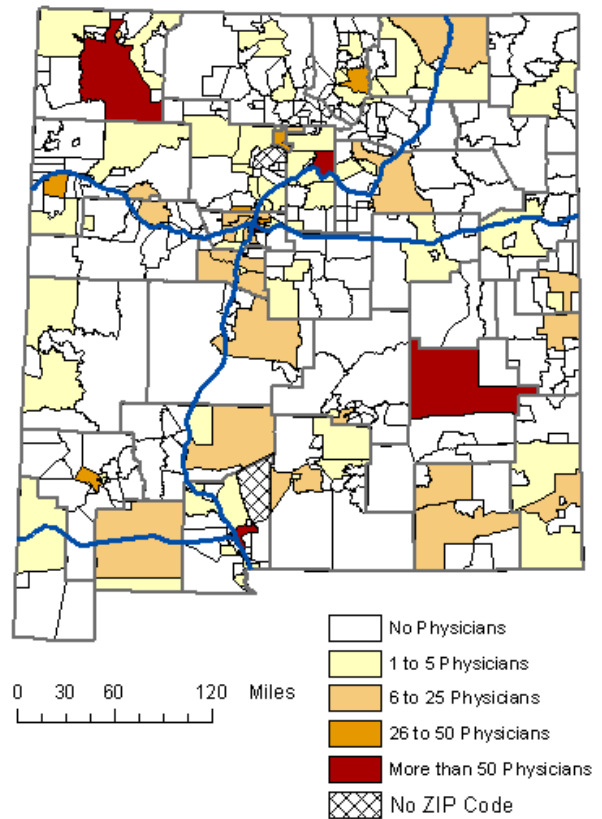 No Physicians
1 to 5 Physicians
6 to 25 Physicians
26 to 50 Physicians
More than 50 Physicians
No ZIP Code
0 30 60 120 Miles